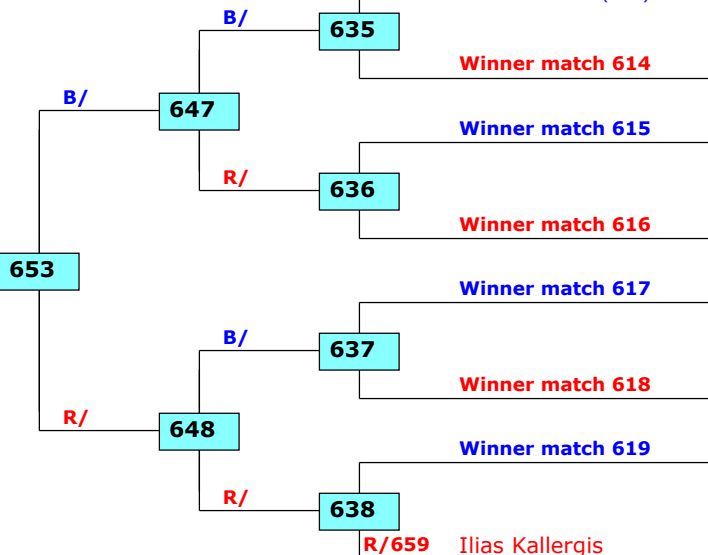 B/
635
Winner match 614
B/
647
Winner match 615
R/
636
Winner match 616
653
Winner match 617
B/
637
Winner match 618
R/
648
Winner match 619
R/
638
R/659 Ilias Kallergis